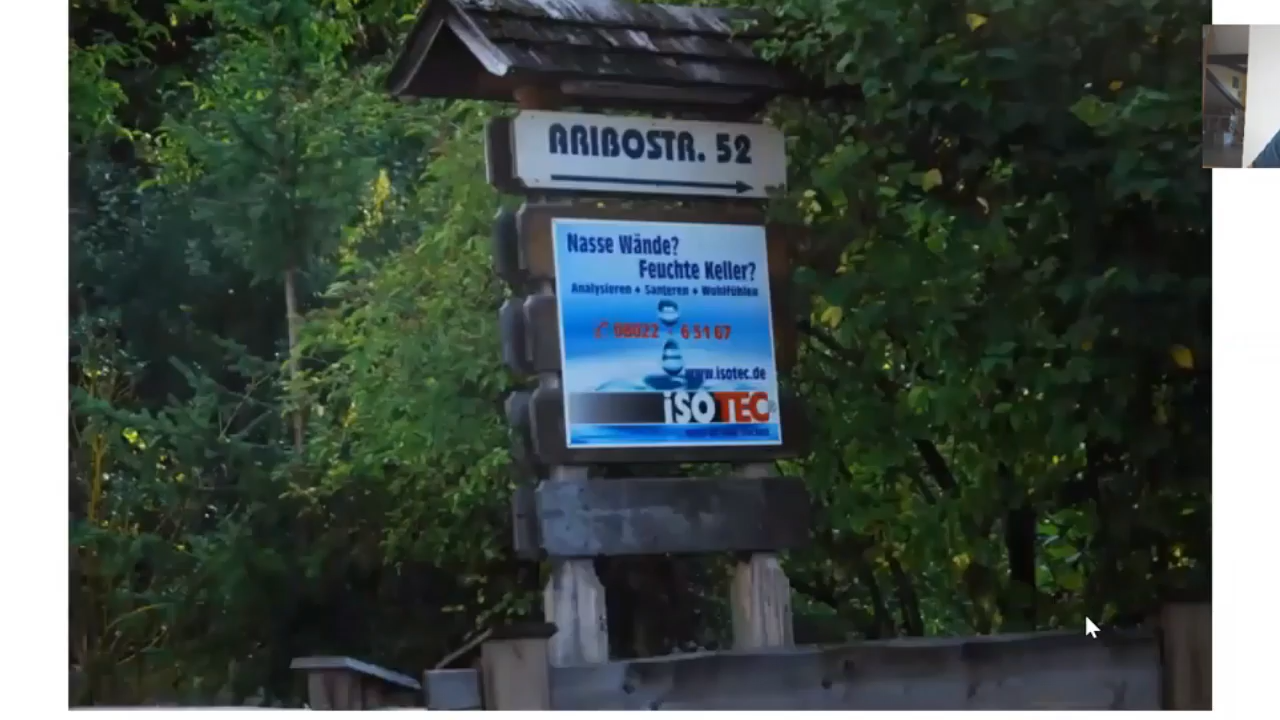 ARIBOSTR. 52
Nasse Wände?
Feuchte Keller?
Analysieren + Sanieren + Wohlfühlen
08022 6 51 67
www.isotec.de
iSOTEC®